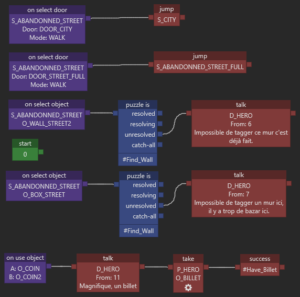 on select door
S_ABANDONNED_STREET
Door: DOOR_CITY
Mode: WALK
jump
S_CITY
on select door
S_ABANDONNED_STREET
Door: DOOR_STREET_FULL
Mode: WALK
jump
S_ABANDONNED_STREET_FULL
on select object
S_ABANDONNED_STREET
O_WALL_STREET2
puzzle is
resolved
resolving
unresolved
catch-all
#Find_Wall
talk
D_HERO
From: 6
Impossible de tagger ce mur c'est
déjà fait.
start
0
on select object
S_ABANDONNED_STREET
O_BOX_STREET
puzzle is
resolved
resolving
unresolved
catch-all
#Find_Wall
talk
D_HERO
From: 7
Impossible de tagger un mur ici,
il y a trop de bazar ici.
on use object
A: O_COIN
B: O_COIN2
talk
D_HERO
From: 11
Magnifique, un billet
take
P_HERO
O_BILLET
success
#Have_Billet